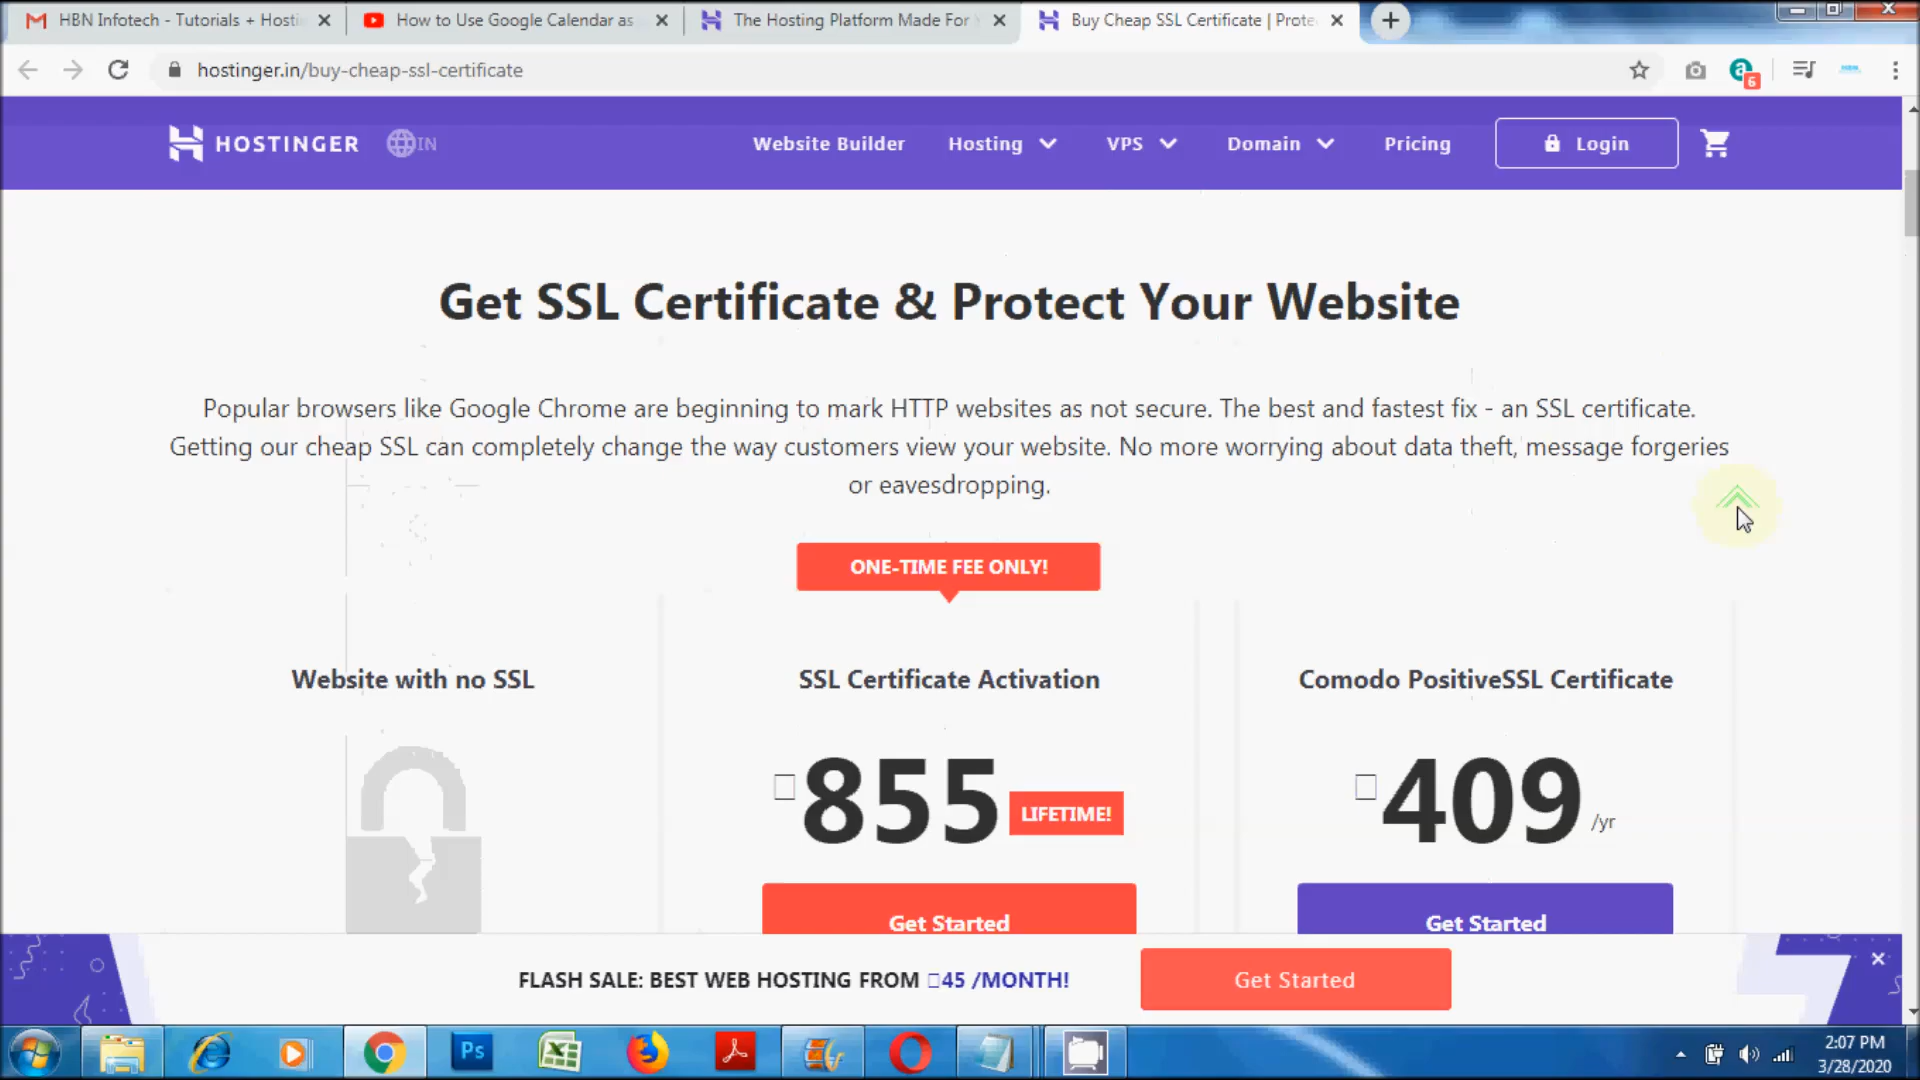 HBN Infotech - Tutorials + Hosti
How to Use Google Calendar as
The Hosting Platform Made For
Buy Cheap SSL Certificate | Prote
hostinger.in/buy-cheap-ssl-certificate
6
HOSTINGER
IN
Website Builder
Hosting
VPS
Domain
Pricing
Login
Get SSL Certificate & Protect Your Website
Popular browsers like Google Chrome are beginning to mark HTTP websites as not secure. The best and fastest fix - an SSL certificate.
Getting our cheap SSL can completely change the way customers view your website. No more worrying about data theft, message forgeries
or eavesdropping.
ONE-TIME FEE ONLY!
Website with no SSL
SSL Certificate Activation
Comodo PositiveSSL Certificate
855 LIFETIME!
409 /yr
Get Started
Get Started
FLASH SALE: BEST WEB HOSTING FROM 45 /MONTH!
Get Started
Ps
2:07 PM
3/28/2020